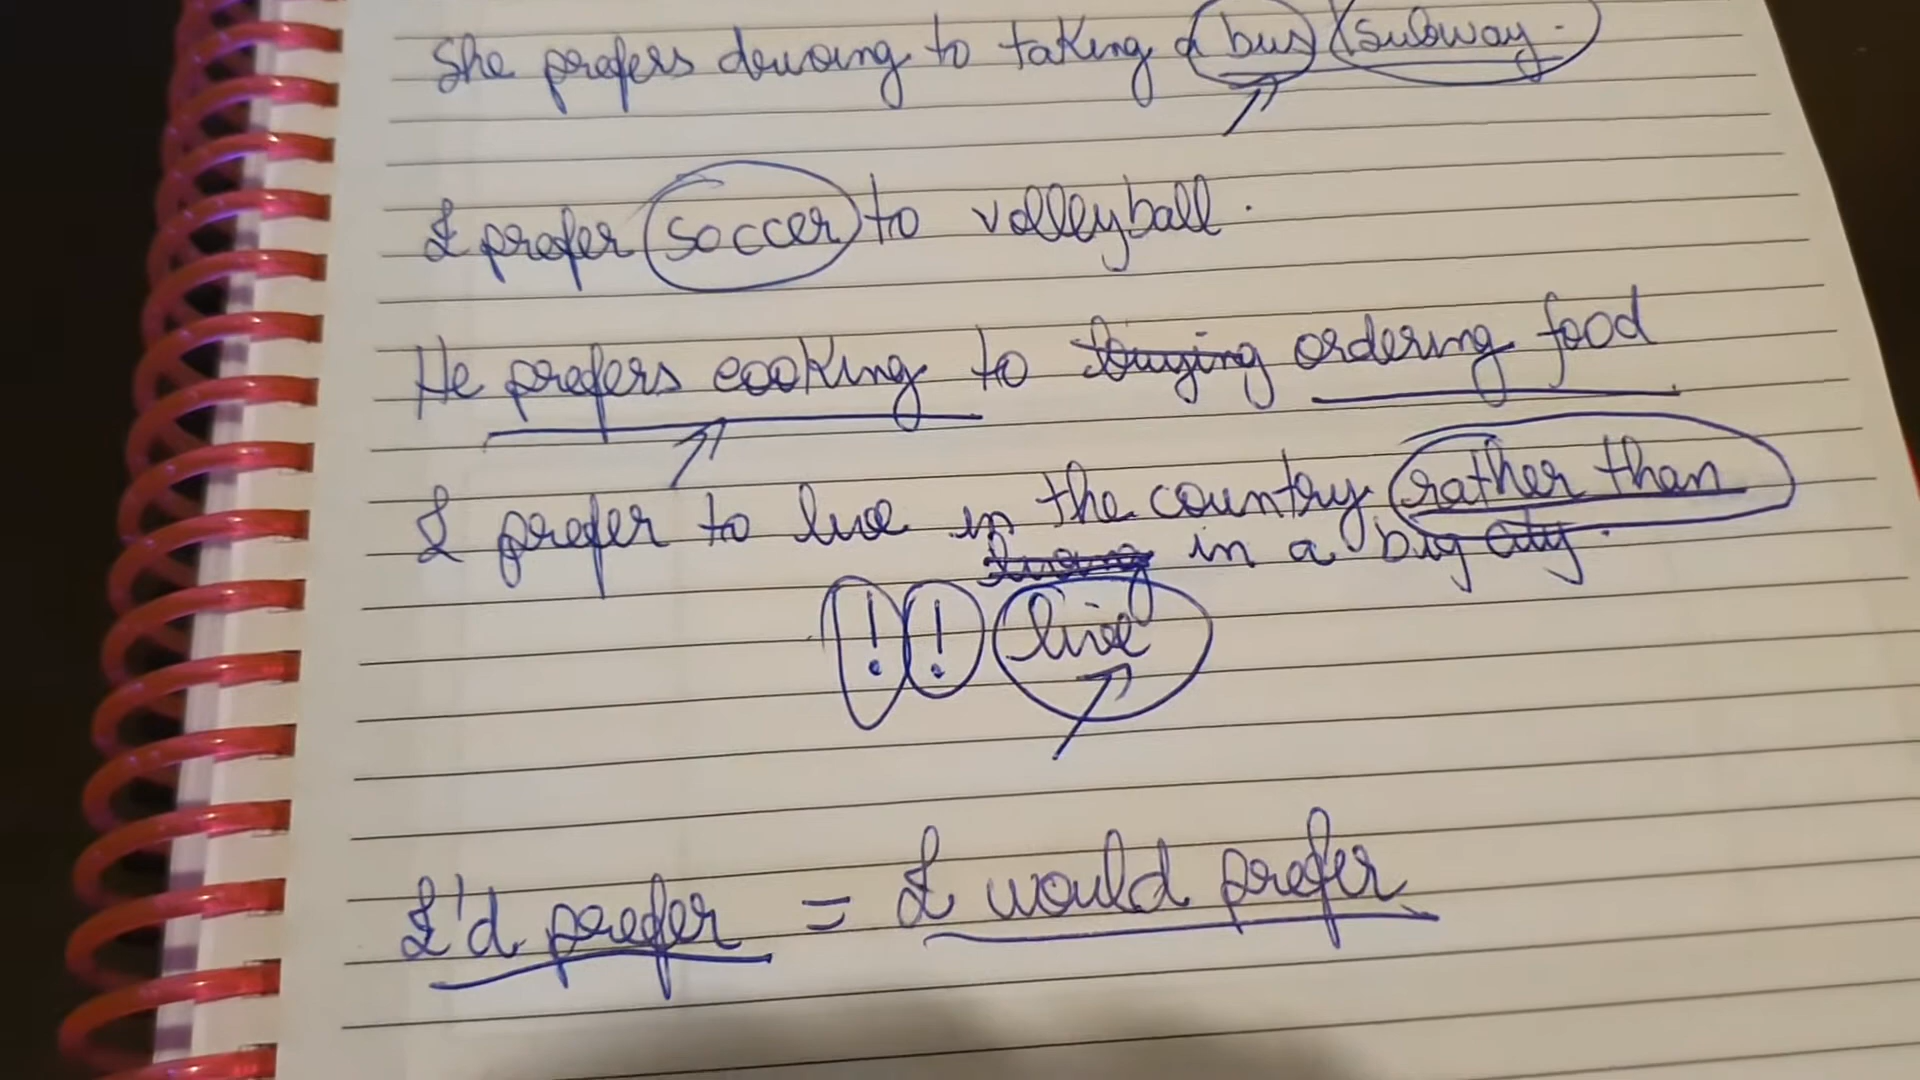 She prefers driving to taking a bus (subway.
I prefer soccer to volleyball.
He prefers cooking to buying ordering food
I prefer to live in the country rather than
living in a big city.
!! live
I'd prefer = I would prefer